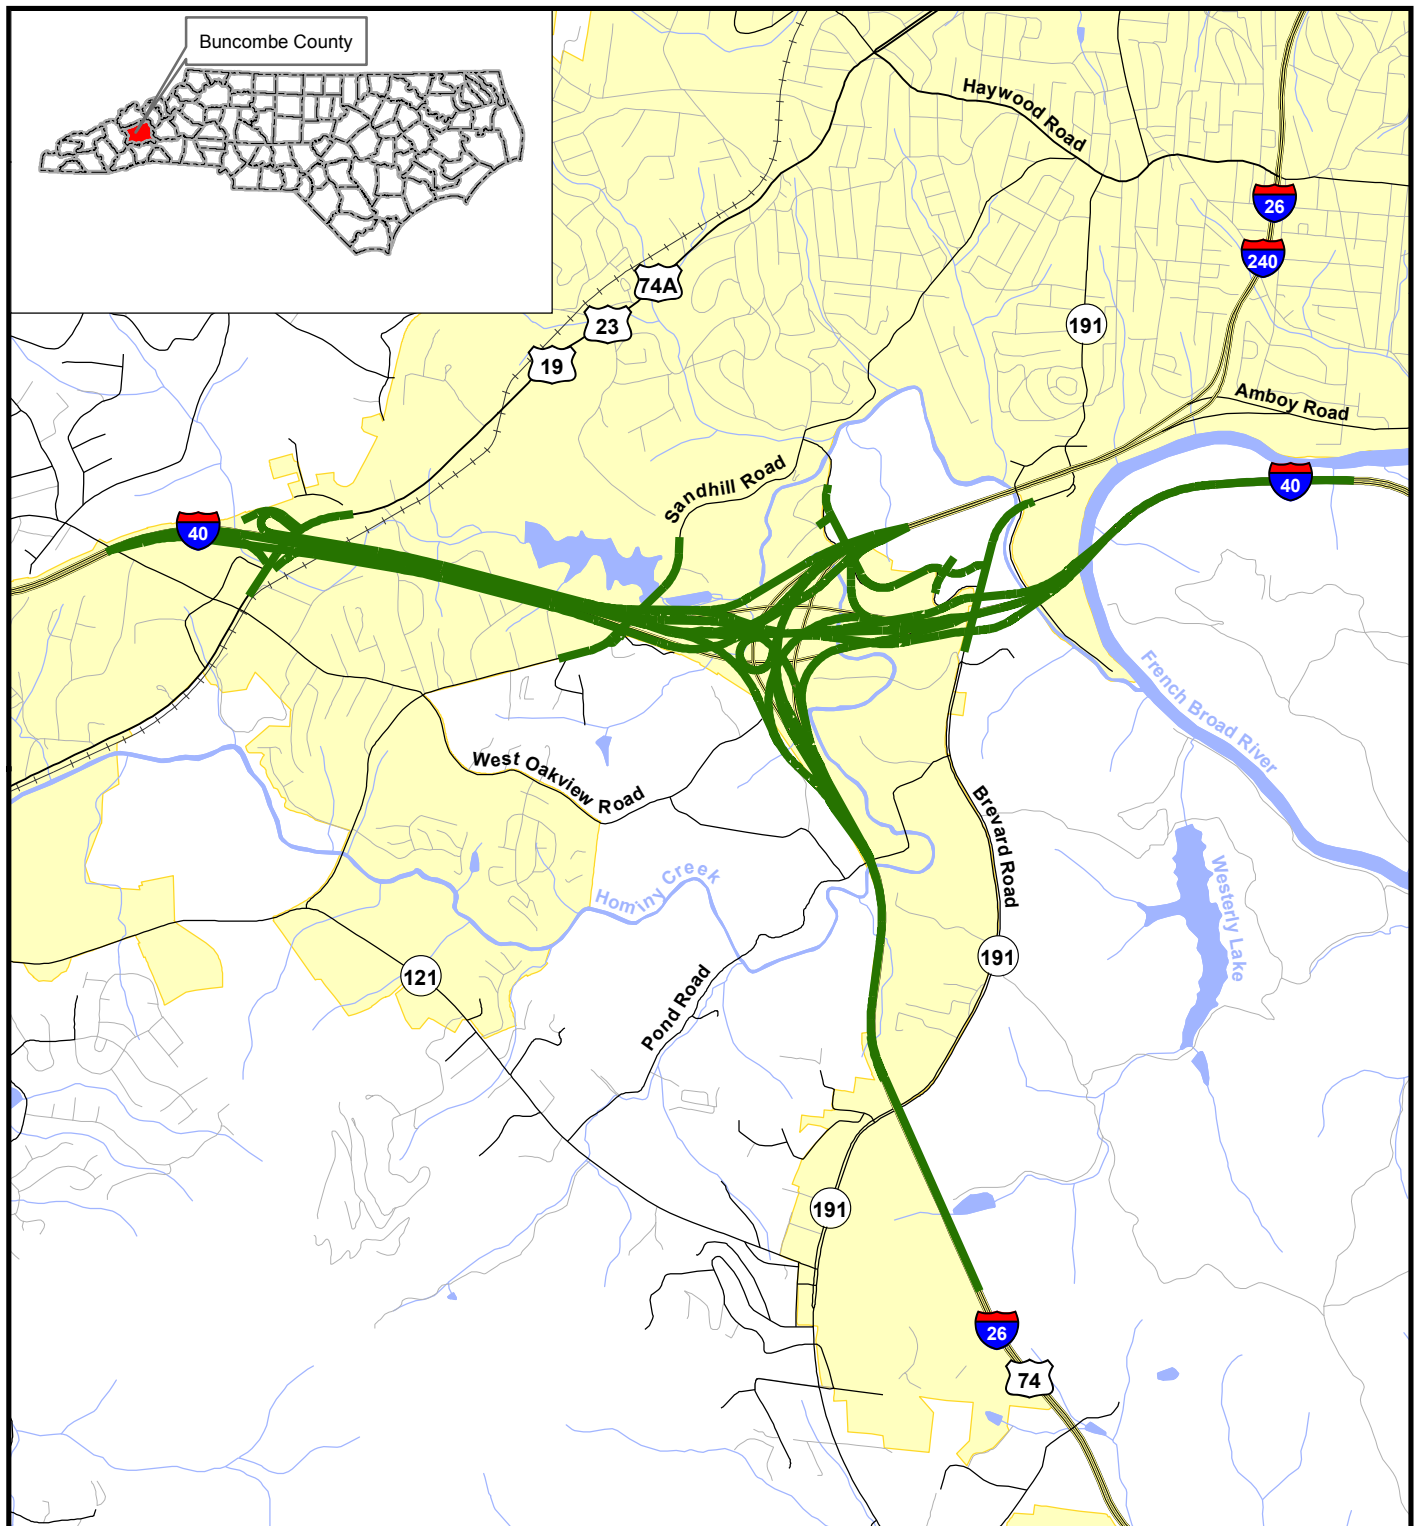 Buncombe County
Haywood Road
26
240
74A
23
19
191
Amboy Road
Sandhill Road
40
40
French Broad River
West Oakview Road
Brevard Road
Westerly Lake
Hominy Creek
191
121
Pond Road
191
26
74